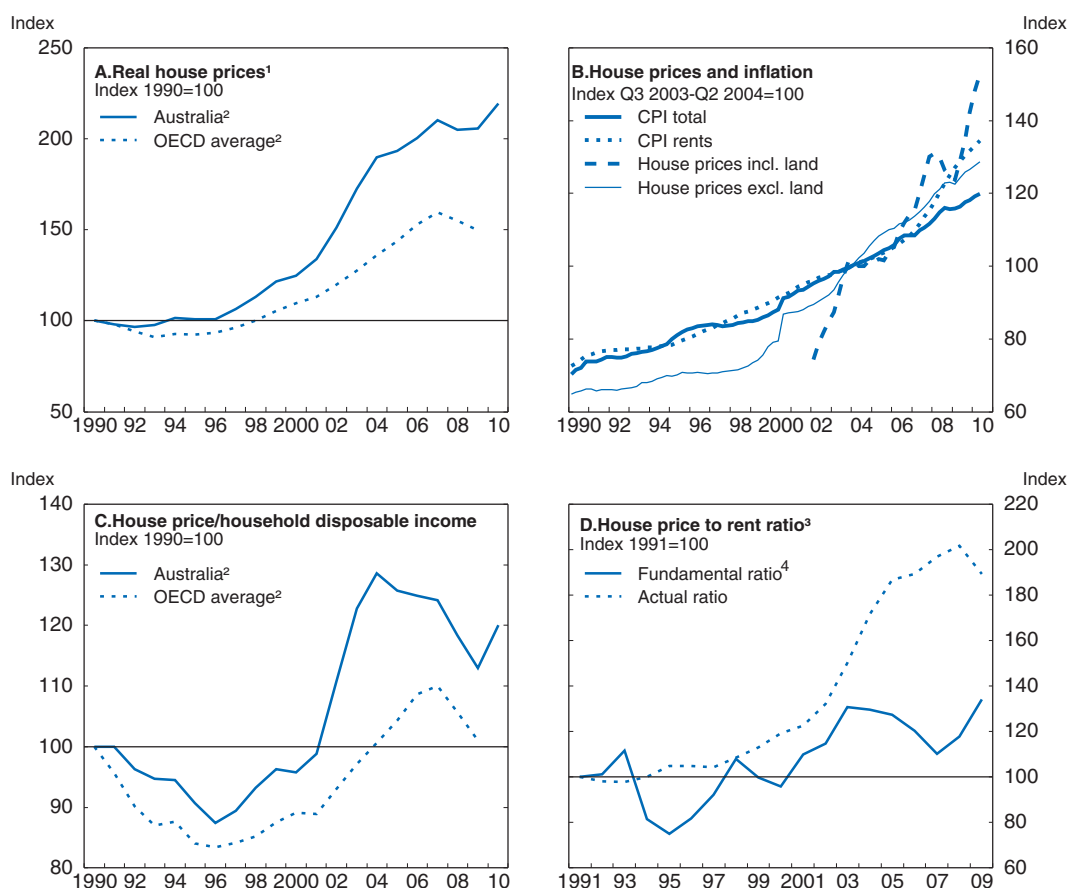 Index
250
200
150
100
50
A.Real house prices¹
Index 1990=100
Australia²
OECD average²
1990 92 94 96 98 2000 02 04 06 08 10
Index
160
140
120
100
80
60
B.House prices and inflation
Index Q3 2003-Q2 2004=100
CPI total
CPI rents
House prices incl. land
House prices excl. land
1990 92 94 96 98 2000 02 04 06 08 10
Index
140
130
120
110
100
90
80
C.House price/household disposable income
Index 1990=100
Australia²
OECD average²
1990 92 94 96 98 2000 02 04 06 08 10
Index
220
200
180
160
140
120
100
80
60
D.House price to rent ratio³
Index 1991=100
Fundamental ratio⁴
Actual ratio
1991 93 95 97 99 2001 03 05 07 09